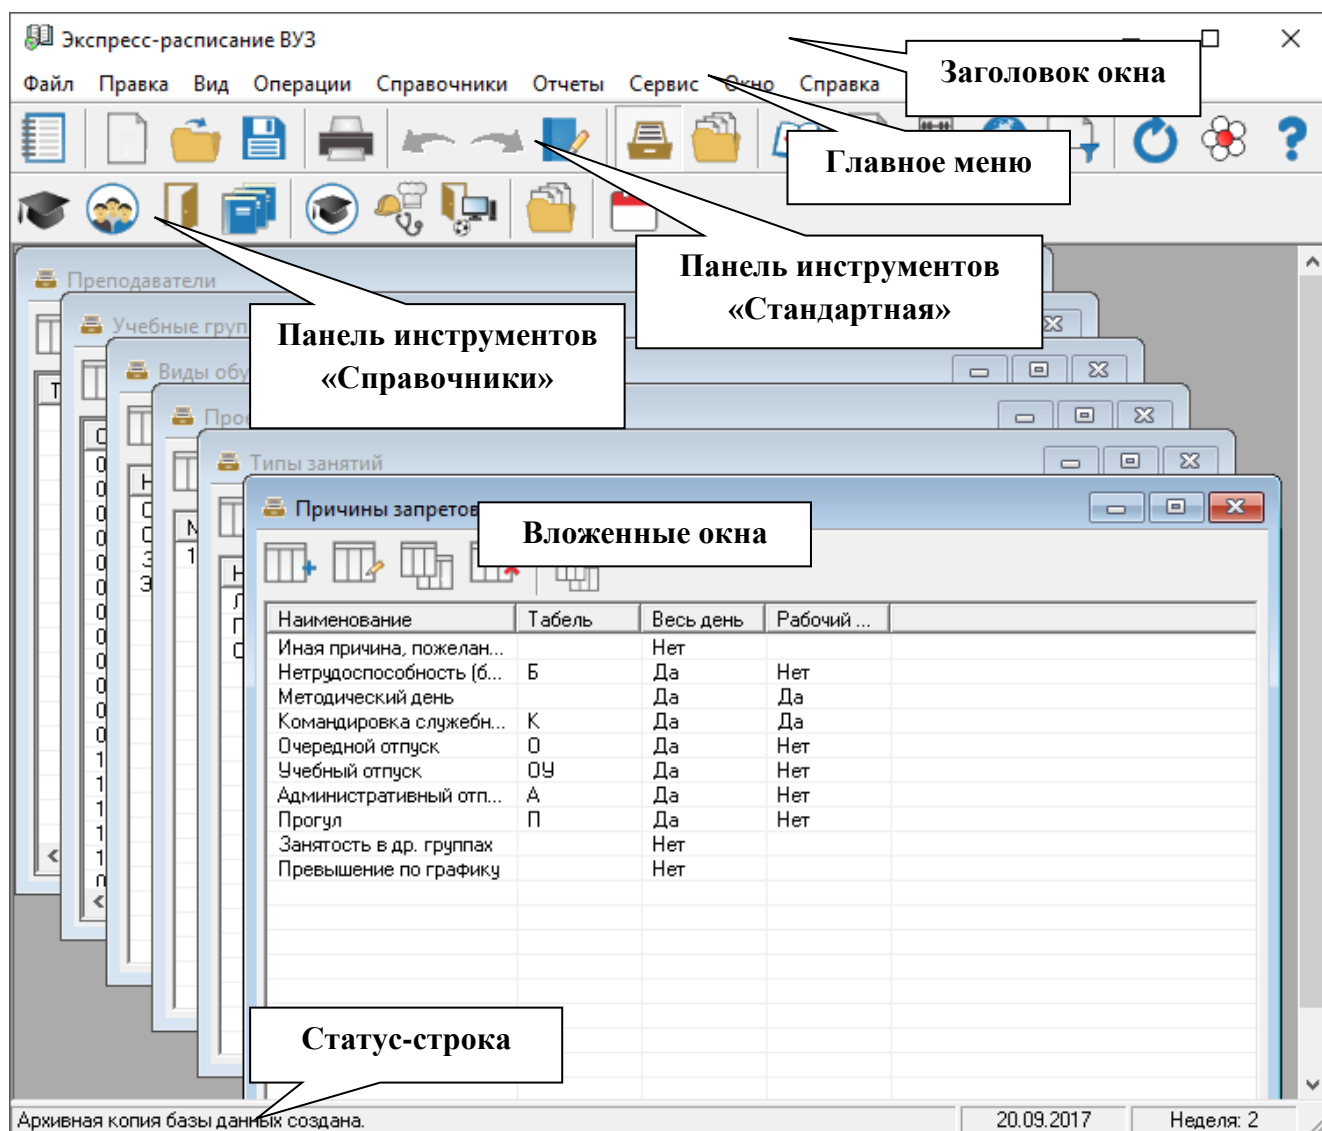 Экспресс-расписание ВУЗ
Заголовок окна
Файл Правка Вид Операции Справочники Отчеты Сервис Окно Справка
Главное меню
Панель инструментов
«Стандартная»
Преподаватели
Учебные груп
Панель инструментов
«Справочники»
Виды обу
Типы занятий
Причины запретов
Вложенные окна
Наименование Табель Весь день Рабочий ...
Иная причина, пожелан... Нет
Нетрудоспособность (б... Б Да Нет
Методический день Да Да
Командировка служебн... К Да Да
Очередной отпуск О Да Нет
Учебный отпуск ОУ Да Нет
Административный отп... А Да Нет
Прогул П Да Нет
Занятость в др. группах Нет
Превышение по графику Нет
Статус-строка
Архивная копия базы данных создана. 20.09.2017 Неделя: 2